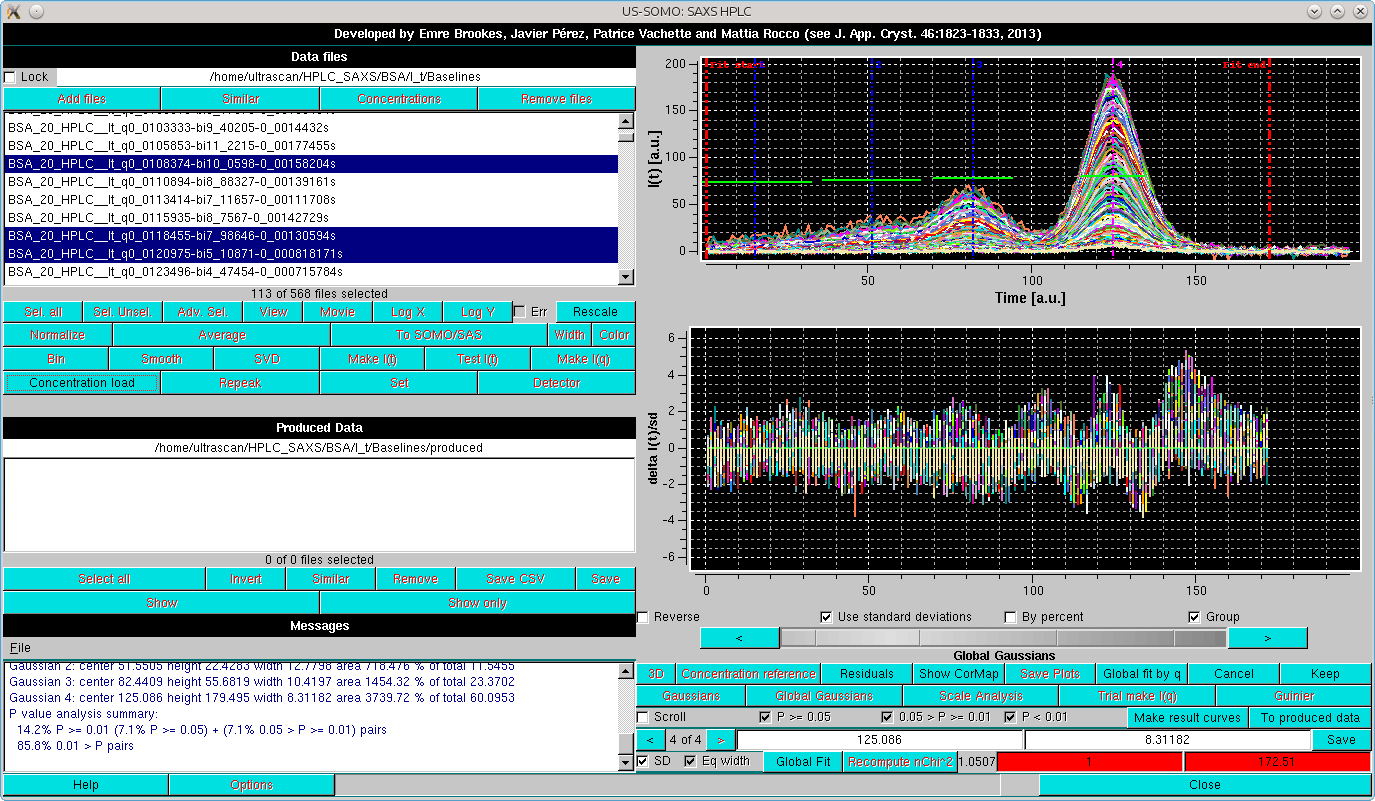 US-SOMO: SAXS HPLC
Developed by Emre Brookes, Javier Pérez, Patrice Vachette and Mattia Rocco (see J. App. Cryst. 46:1823-1833, 2013)
Data files
Lock
/home/ultrascan/HPLC_SAXS/BSA/I_t/Baselines
Add files Similar Concentrations Remove files
BSA_20_HPLC__It_q0_0103333-bi9_40205-0_0014432s
BSA_20_HPLC__It_q0_0105853-bi11_2215-0_00177455s
BSA_20_HPLC__It_q0_0108374-bi10_0598-0_00158204s
BSA_20_HPLC__It_q0_0110894-bi8_88327-0_00139161s
BSA_20_HPLC__It_q0_0113414-bi7_11657-0_00111708s
BSA_20_HPLC__It_q0_0115935-bi8_7567-0_00142729s
BSA_20_HPLC__It_q0_0118455-bi7_98646-0_00130594s
BSA_20_HPLC__It_q0_0120975-bi5_10871-0_000818171s
BSA_20_HPLC__It_q0_0123496-bi4_47454-0_000715784s
113 of 568 files selected
Sel. all Sel. Unsel. Adv. Sel. View Movie Log X Log Y Err Rescale
Normalize Average To SOMO/SAS Width Color
Bin Smooth SVD Make I(t) Test I(t) Make I(q)
Concentration load Repeak Set Detector
Produced Data
/home/ultrascan/HPLC_SAXS/BSA/I_t/Baselines/produced
0 of 0 files selected
Select all Invert Similar Remove Save CSV Save
Show Show only
Messages
File
Gaussian 2: center 51.5505 height 22.4283 width 12.7798 area 718.476 % of total 11.5455
Gaussian 3: center 82.4409 height 55.6819 width 10.4197 area 1454.32 % of total 23.3702
Gaussian 4: center 125.086 height 179.495 width 8.31182 area 3739.72 % of total 60.0953
P value analysis summary:
14.2% P >= 0.01 (7.1% P >= 0.05) + (7.1% 0.05 > P >= 0.01) pairs
85.8% 0.01 > P pairs
Help Options
Fit start 1 2 3 4 Fit end
I(t) [a.u.]
200
150
100
50
0
50 100 150
Time [a.u.]
delta I(t)/sd
6
4
2
0
-2
-4
-6
0 50 100 150
Reverse Use standard deviations By percent Group
< >
Global Gaussians
3D Concentration reference Residuals Show CorMap Save Plots Global fit by q Cancel Keep
Gaussians Global Gaussians Scale Analysis Trial make I(q) Guinier
Scroll P >= 0.05 0.05 > P >= 0.01 P < 0.01 Make result curves To produced data
< 4 of 4 > 125.086 8.31182 Save
SD Eq width Global Fit Recompute nChi^2 1.0507 1 172.51
Close